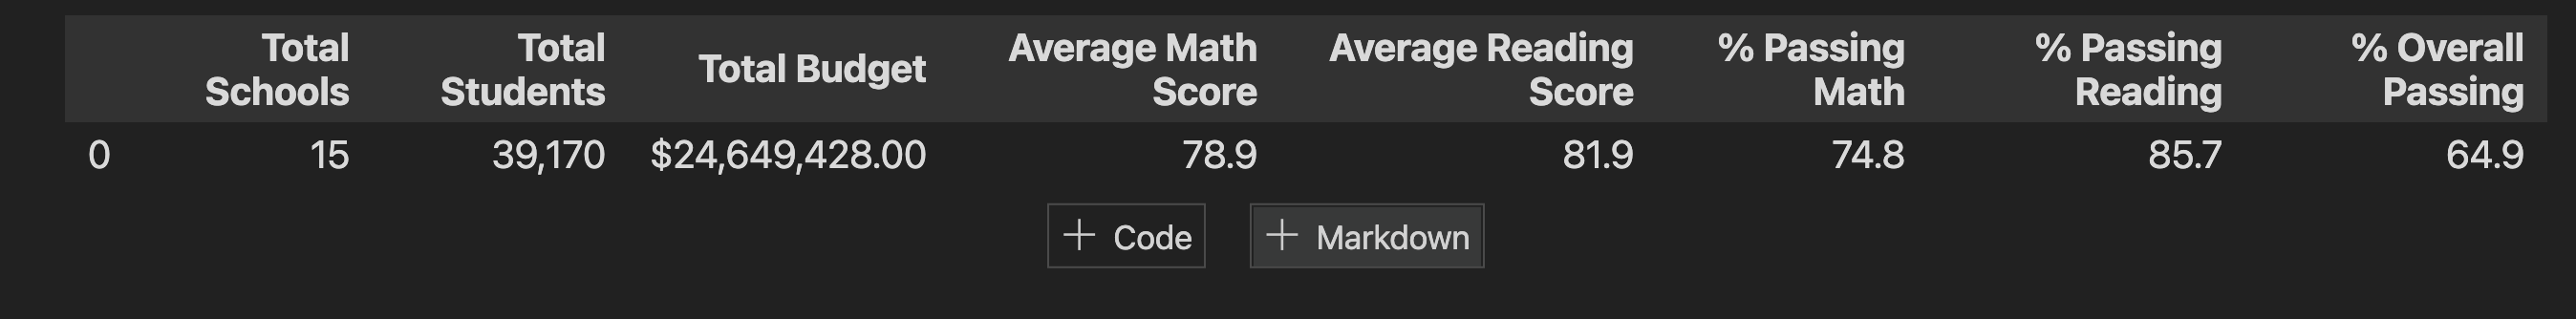 Total Schools Total Students Total Budget Average Math Score Average Reading Score % Passing Math % Passing Reading % Overall Passing
0 15 39,170 $24,649,428.00 78.9 81.9 74.8 85.7 64.9
+ Code + Markdown